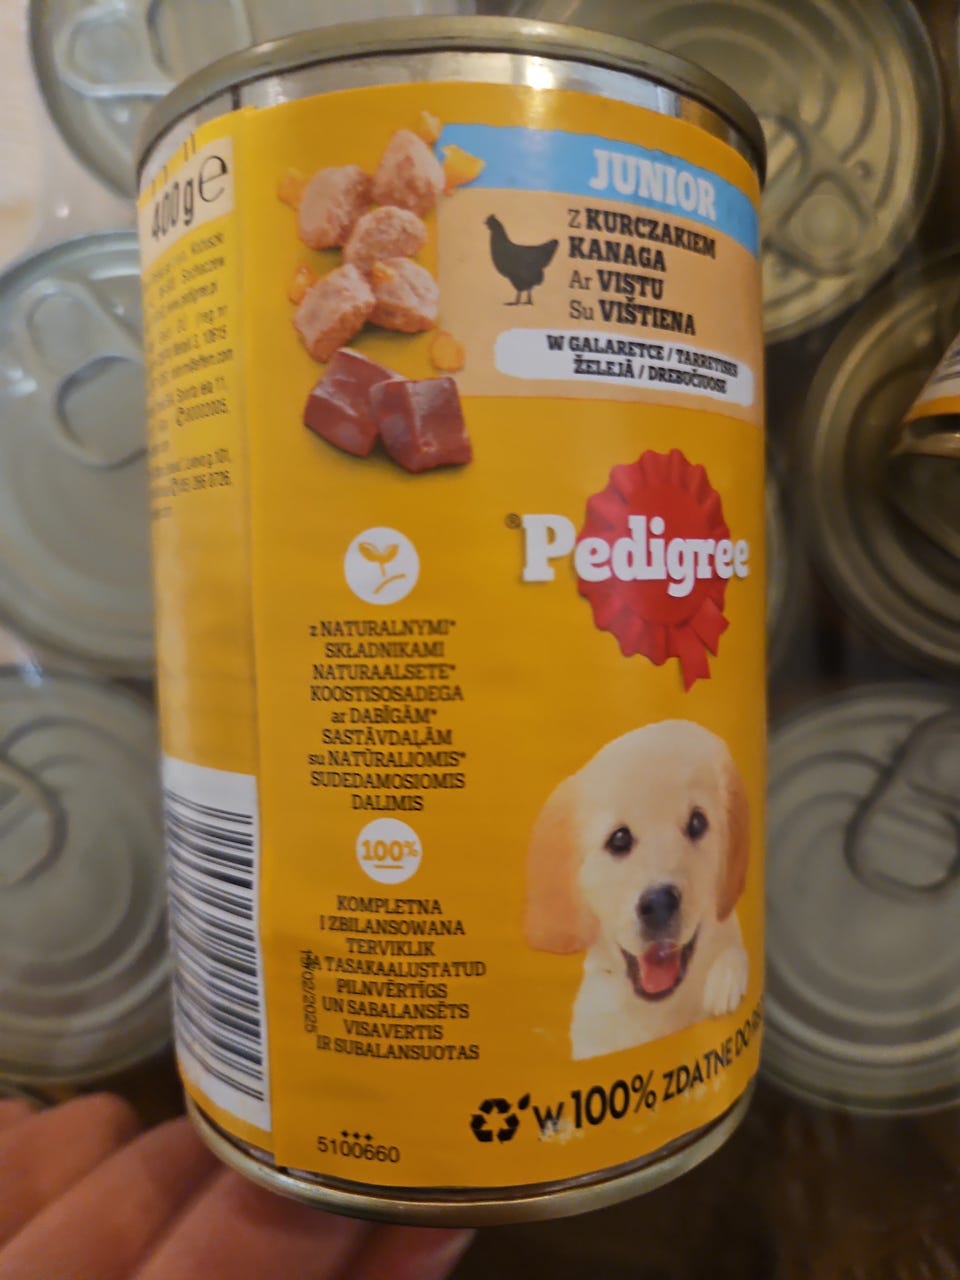 400 g e
JUNIOR
Z KURCZAKIEM
KANAGA
Ar VISTU
Su VIŠTIENA
W GALARETCE / TARRETISES
ŽELEJĀ / DREBUČIUOSE
®Pedigree
z NATURALNYMI*
SKŁADNIKAMI
NATURAALSETE*
KOOSTISOSADEGA
ar DABĪGĀM*
SASTĀVDAĻĀM
su NATŪRALIOMIS*
SUDEDAMOSIOMIS
DALIMIS
100%
KOMPLETNA
I ZBILANSOWANA
TERVIKLIK
JA TASAKAALUSTATUD
PILNVĒRTĪGS
UN SABALANSĒTS
VISAVERTIS
IR SUBALANSUOTAS
02/2025
W 100% ZDATNE DO
5100660